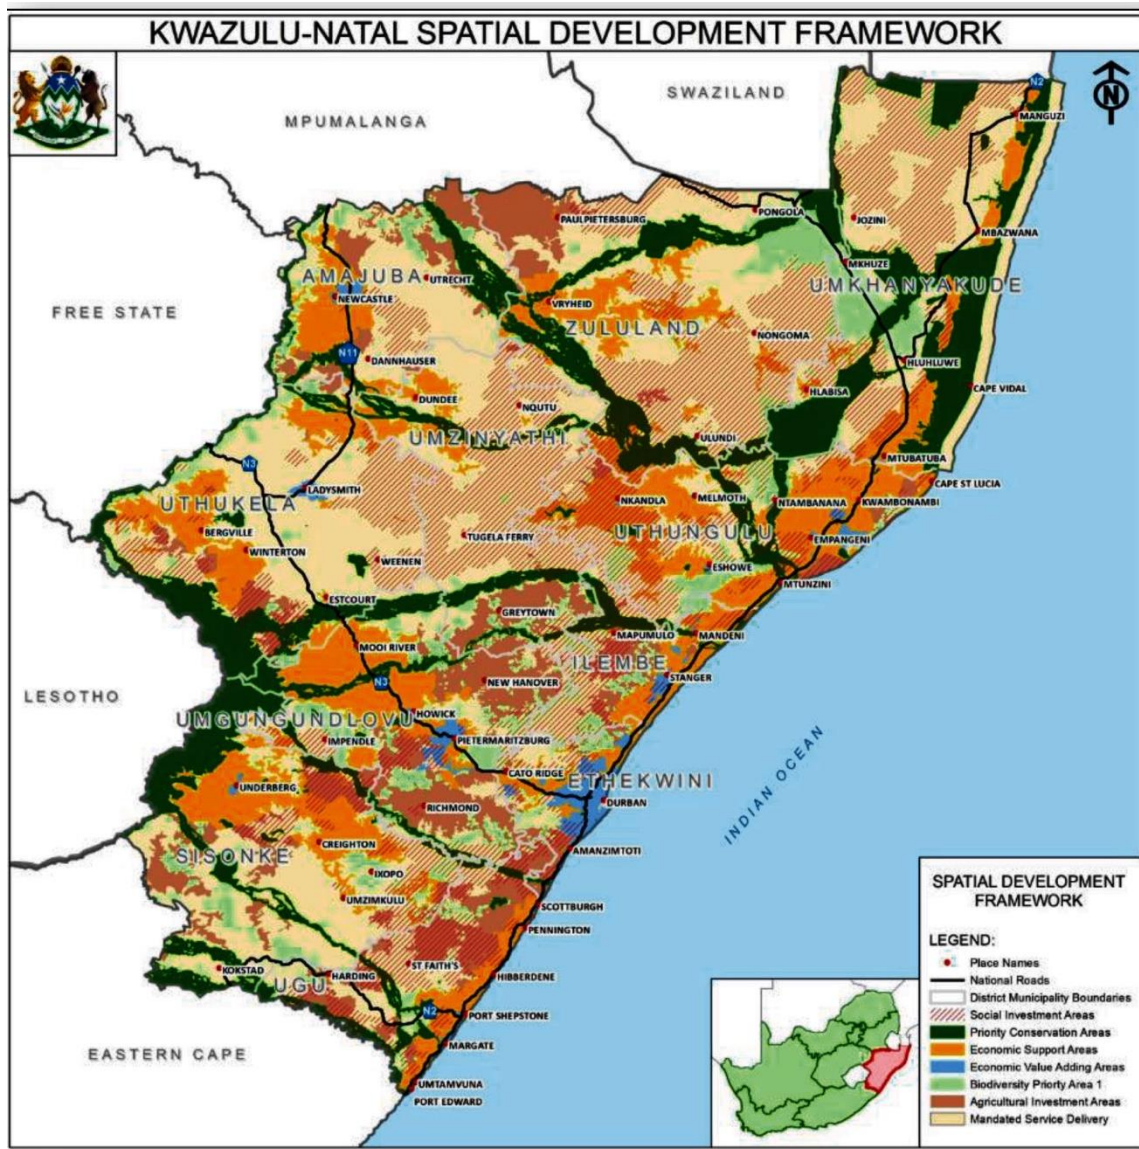 KWAZULU-NATAL SPATIAL DEVELOPMENT FRAMEWORK
SWAZILAND
N
N2
MPUMALANGA
MANGUZI
PAULPIETERSBURG
PONGOLA
JOZINI
MBAZWANA
MKHUZE
AMAJUBA
UTRECHT
UMKHANYAKUDE
NEWCASTLE
VRYHEID
FREE STATE
ZULULAND
NONGOMA
N11
DANNHAUSER
HLUHLUWE
CAPE VIDAL
HLABISA
DUNDEE
NQUTU
UMZINYATHI
ULUNDI
MTUBATUBA
N3
LADYSMITH
CAPE ST LUCIA
UTHUKELA
NKANDLA
MELMOTH
NTAMBANANA
KWAMBONAMBI
BERGVILLE
UTHUNGULU
TUGELA FERRY
EMPANGENI
WINTERTON
WEENEN
ESHOWE
MTUNZINI
ESTCOURT
GREYTOWN
MAPUMULO
MANDENI
MOOI RIVER
ILEMBE
STANGER
N3
NEW HANOVER
LESOTHO
HOWICK
UMGUNGUNDLOVU
IMPENDLE
PIETERMARITZBURG
CATO RIDGE
ETHEKWINI
INDIAN OCEAN
UNDERBERG
DURBAN
RICHMOND
CREIGHTON
AMANZIMTOTI
SISONKE
IXOPO
UMZIMKULU
SCOTTBURGH
PENNINGTON
ST FAITH'S
KOKSTAD
HARDING
HIBBERDENE
UGU
N2
PORT SHEPSTONE
MARGATE
EASTERN CAPE
UMTAMVUNA
PORT EDWARD
SPATIAL DEVELOPMENT
FRAMEWORK
LEGEND:
Place Names
National Roads
District Municipality Boundaries
Social Investment Areas
Priority Conservation Areas
Economic Support Areas
Economic Value Adding Areas
Biodiversity Priorty Area 1
Agricultural Investment Areas
Mandated Service Delivery